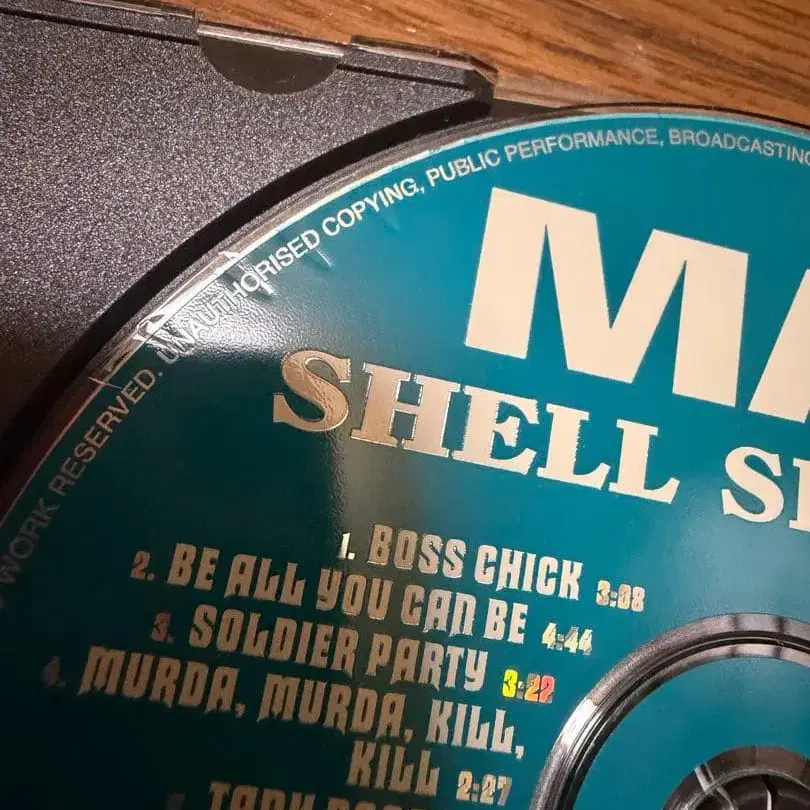 WORK RESERVED. UNAUTHORISED COPYING, PUBLIC PERFORMANCE, BROADCASTING
MA
SHELL S
1. BOSS CHICK 3:08
2. BE ALL YOU CAN BE 4:44
3. SOLDIER PARTY 3:22
4. MURDA, MURDA, KILL,
KILL 2:27